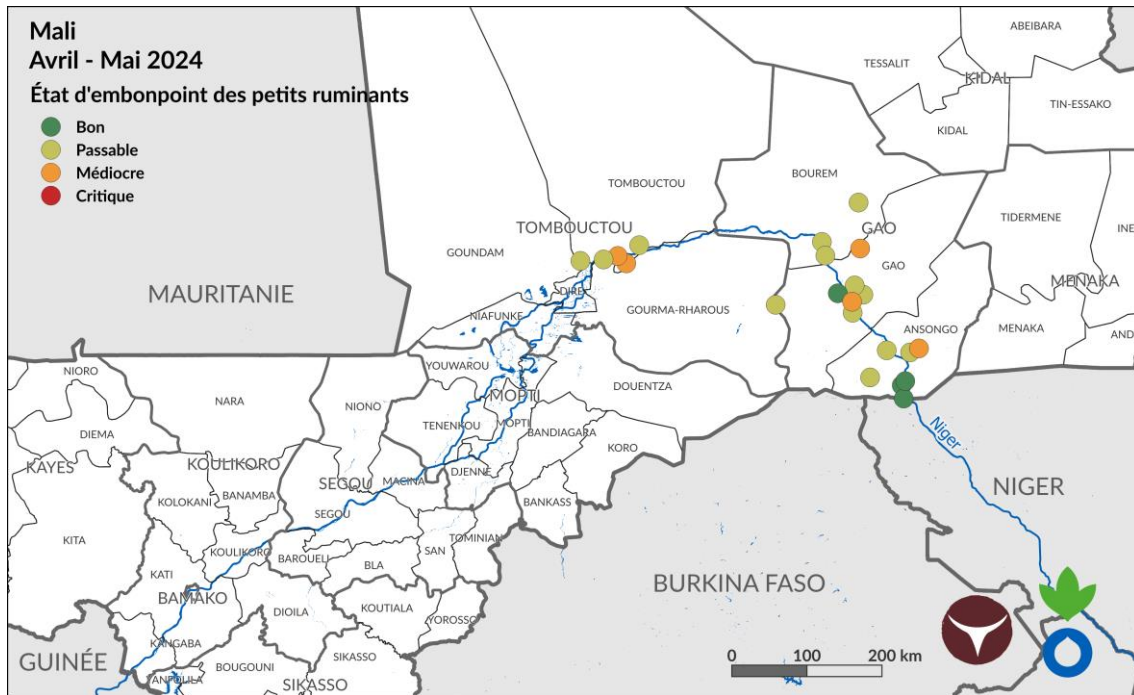 Mali
Avril - Mai 2024
État d'embonpoint des petits ruminants
Bon
Passable
Médiocre
Critique
ABEIBARA
TESSALIT
KIDAL
TIN-ESSAKO
KIDAL
TOMBOUCTOU
BOUREM
TIDERMENE
INE
TOMBOUCTOU
GAO
GOUNDAM
GAO
MENAKA
MAURITANIE
DIRE
NIAFUNKE
GOURMA-RHAROUS
ANSONGO
MENAKA
AND
YOUWAROU
NIORO
DOUENTZA
NARA
NIONO
MOPTI
TENENKOU
MOPTI
BANDIAGARA
Niger
DIEMA
KORO
KAYES
KOULIKORO
DJENNE
SEGOU
MACINA
NIGER
KOLOKANI
BANAMBA
BANKASS
SEGOU
KITA
TOMINIAN
KOULIKORO
SAN
BAROUELI
BLA
KATI
BURKINA FASO
BAMAKO
DIOILA
KOUTIALA
YOROSSO
KANGABA
GUINÉE
BOUGOUNI
SIKASSO
SIKASSO
0 100 200 km